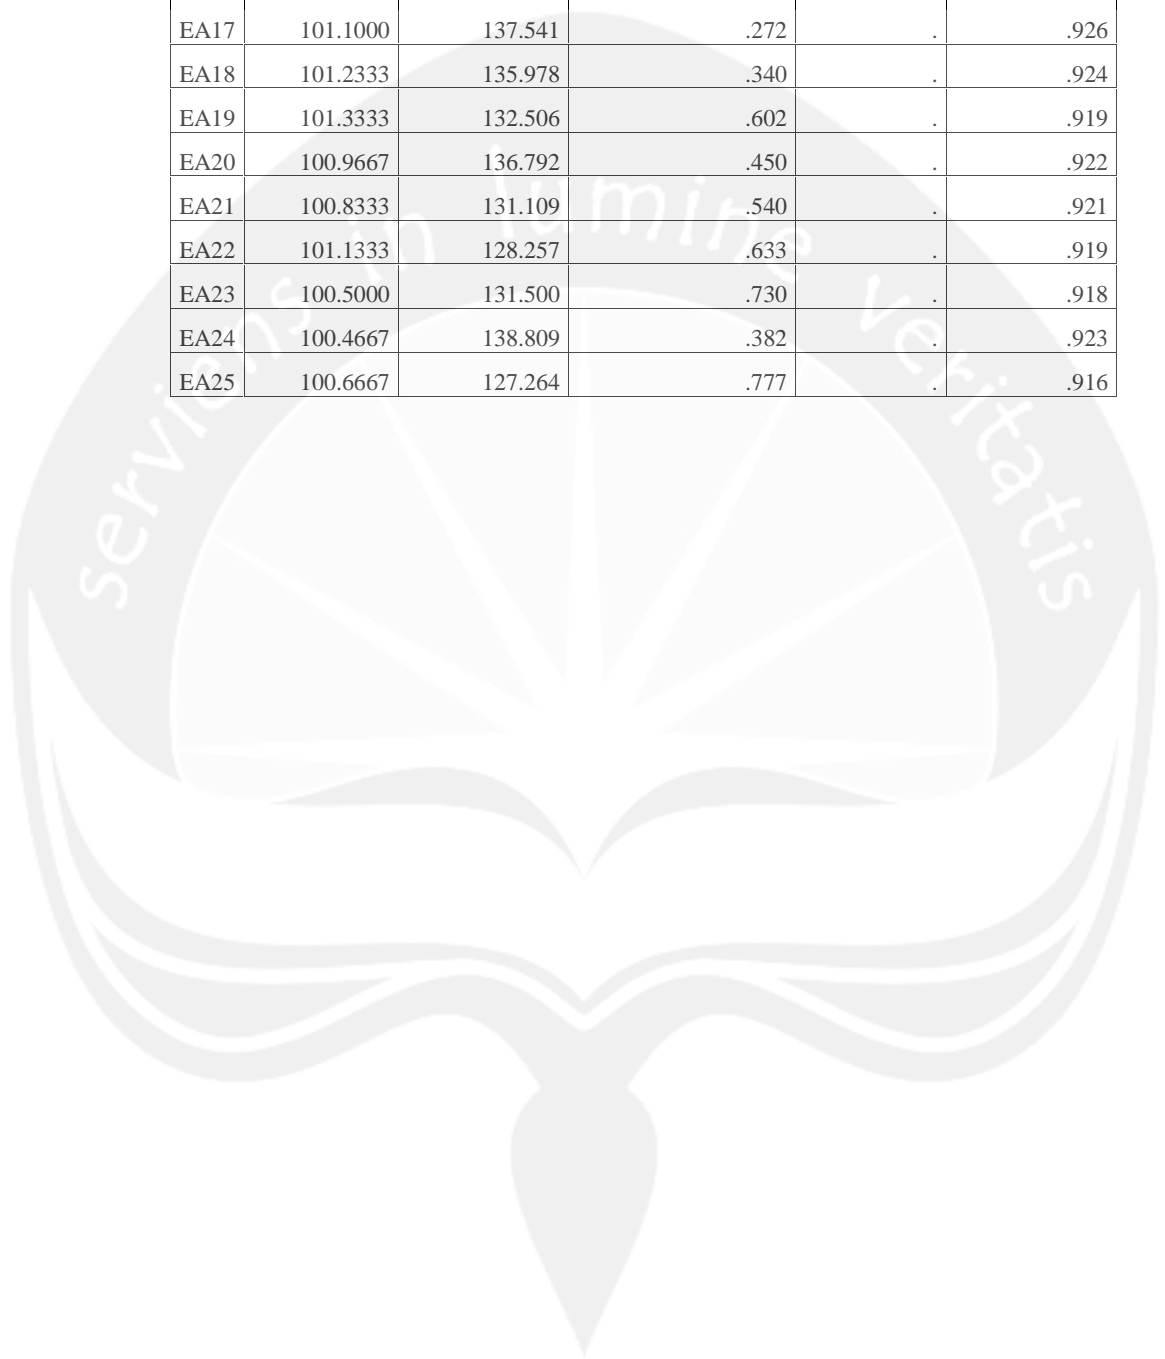 EA17 101.1000 137.541 .272 . .926
EA18 101.2333 135.978 .340 . .924
EA19 101.3333 132.506 .602 . .919
EA20 100.9667 136.792 .450 . .922
EA21 100.8333 131.109 .540 . .921
EA22 101.1333 128.257 .633 . .919
EA23 100.5000 131.500 .730 . .918
EA24 100.4667 138.809 .382 . .923
EA25 100.6667 127.264 .777 . .916
serviens in lumine veritatis